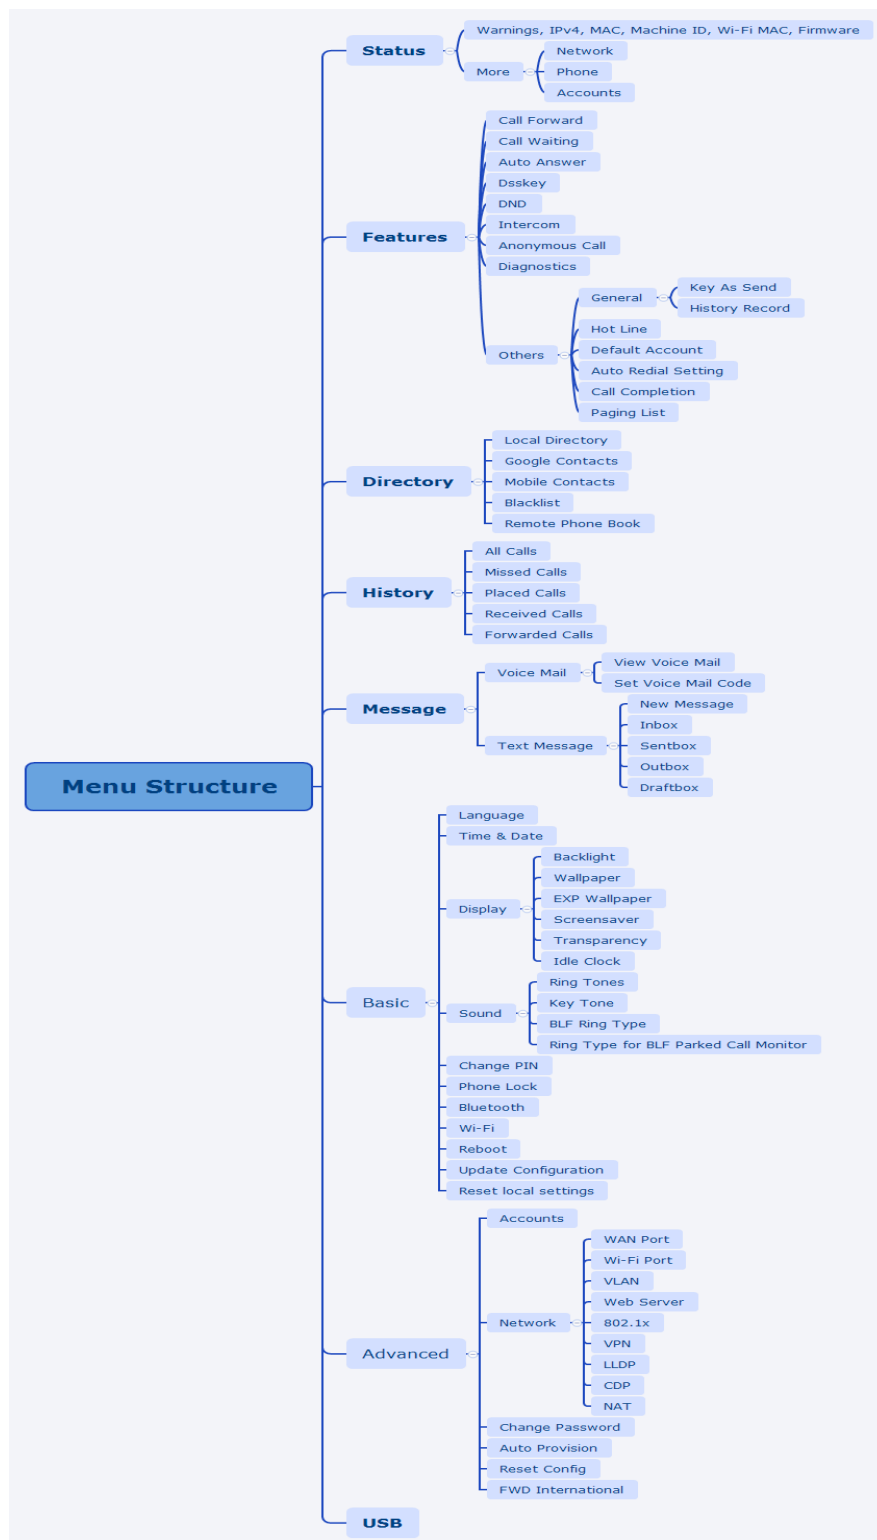 Menu Structure
Status
Warnings, IPv4, MAC, Machine ID, Wi-Fi MAC, Firmware
More
Network
Phone
Accounts
Features
Call Forward
Call Waiting
Auto Answer
Dsskey
DND
Intercom
Anonymous Call
Diagnostics
Others
General
Key As Send
History Record
Hot Line
Default Account
Auto Redial Setting
Call Completion
Paging List
Directory
Local Directory
Google Contacts
Mobile Contacts
Blacklist
Remote Phone Book
History
All Calls
Missed Calls
Placed Calls
Received Calls
Forwarded Calls
Message
Voice Mail
View Voice Mail
Set Voice Mail Code
Text Message
New Message
Inbox
Sentbox
Outbox
Draftbox
Basic
Language
Time & Date
Display
Backlight
Wallpaper
EXP Wallpaper
Screensaver
Transparency
Idle Clock
Sound
Ring Tones
Key Tone
BLF Ring Type
Ring Type for BLF Parked Call Monitor
Change PIN
Phone Lock
Bluetooth
Wi-Fi
Reboot
Update Configuration
Reset local settings
Advanced
Accounts
Network
WAN Port
Wi-Fi Port
VLAN
Web Server
802.1x
VPN
LLDP
CDP
NAT
Change Password
Auto Provision
Reset Config
FWD International
USB